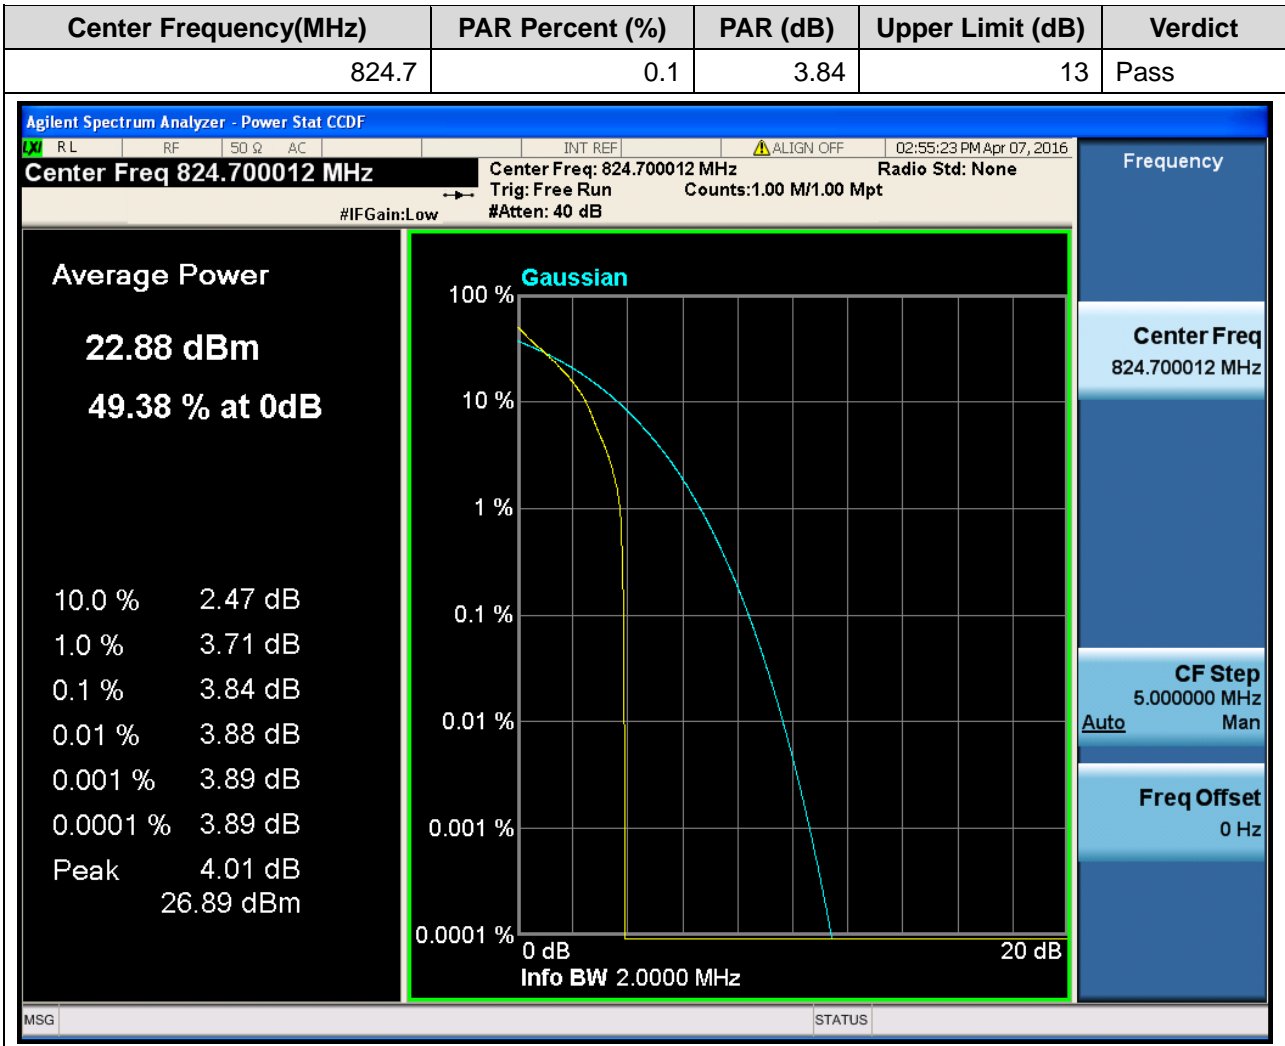 Center Frequency(MHz) PAR Percent (%) PAR (dB) Upper Limit (dB) Verdict
824.7 0.1 3.84 13 Pass
Agilent Spectrum Analyzer - Power Stat CCDF
LXI RL RF 50 Ω AC INT REF ALIGN OFF 02:55:23 PM Apr 07, 2016
Center Freq 824.700012 MHz
Center Freq: 824.700012 MHz Radio Std: None
Trig: Free Run Counts:1.00 M/1.00 Mpt
#IFGain:Low #Atten: 40 dB
Average Power
22.88 dBm
49.38 % at 0dB
10.0 % 2.47 dB
1.0 % 3.71 dB
0.1 % 3.84 dB
0.01 % 3.88 dB
0.001 % 3.89 dB
0.0001 % 3.89 dB
Peak 4.01 dB
26.89 dBm
Gaussian
100 %
10 %
1 %
0.1 %
0.01 %
0.001 %
0.0001 %
0 dB 20 dB
Info BW 2.0000 MHz
Frequency
Center Freq
824.700012 MHz
CF Step
5.000000 MHz
Auto Man
Freq Offset
0 Hz
MSG STATUS